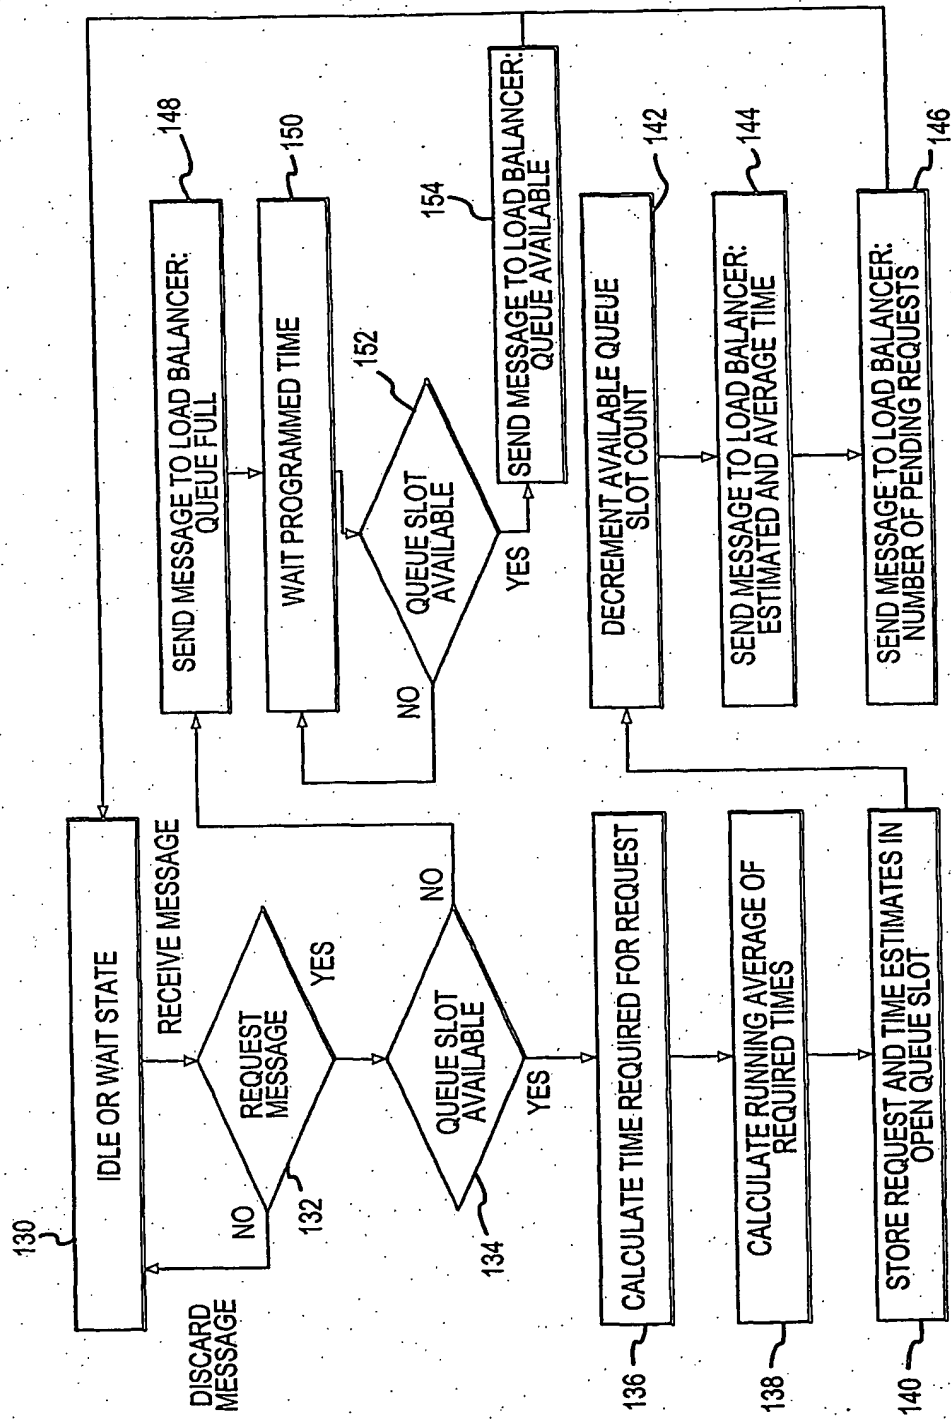 130
IDLE OR WAIT STATE
RECEIVE MESSAGE
DISCARD
MESSAGE
NO
REQUEST
MESSAGE
YES
132
QUEUE SLOT
AVAILABLE
NO
134
YES
136
CALCULATE TIME REQUIRED FOR REQUEST
138
CALCULATE RUNNING AVERAGE OF
REQUIRED TIMES
140
STORE REQUEST AND TIME ESTIMATES IN
OPEN QUEUE SLOT
148
SEND MESSAGE TO LOAD BALANCER:
QUEUE FULL
150
WAIT PROGRAMMED TIME
152
QUEUE SLOT
AVAILABLE
NO
YES
154
SEND MESSAGE TO LOAD BALANCER:
QUEUE AVAILABLE
142
DECREMENT AVAILABLE QUEUE
SLOT COUNT
144
SEND MESSAGE TO LOAD BALANCER:
ESTIMATED AND AVERAGE TIME
146
SEND MESSAGE TO LOAD BALANCER:
NUMBER OF PENDING REQUESTS